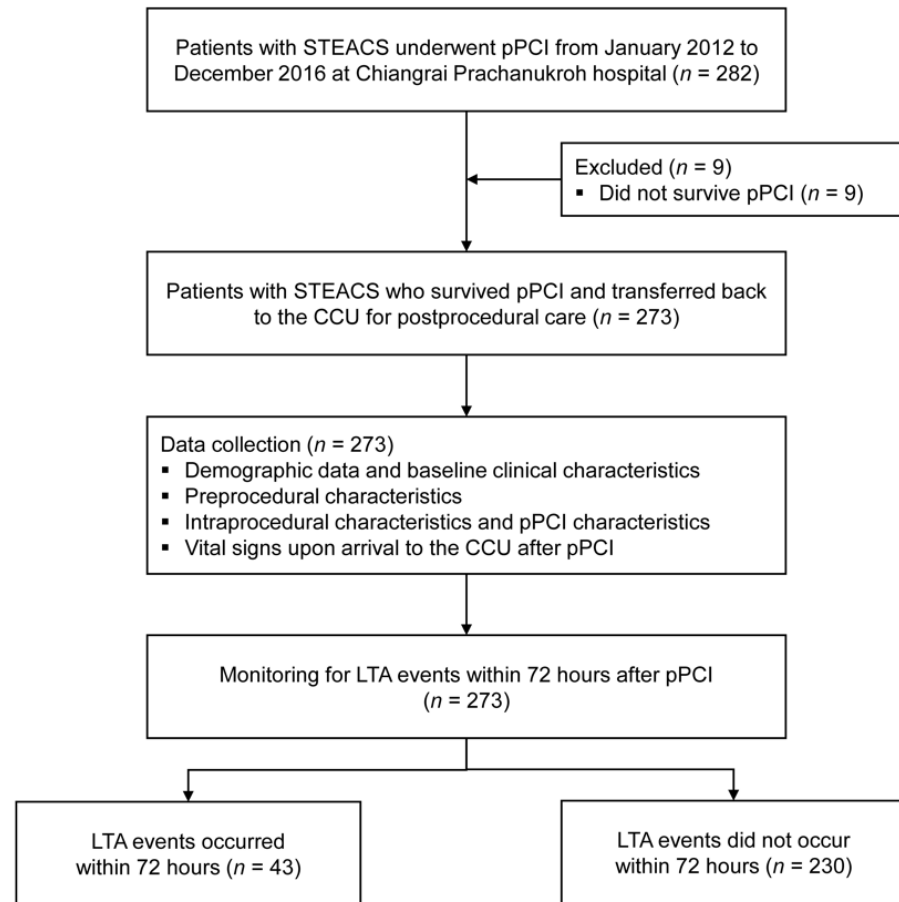 Patients with STEACS underwent pPCI from January 2012 to
December 2016 at Chiangrai Prachanukroh hospital (n = 282)
Excluded (n = 9)
▪ Did not survive pPCI (n = 9)
Patients with STEACS who survived pPCI and transferred back
to the CCU for postprocedural care (n = 273)
Data collection (n = 273)
▪ Demographic data and baseline clinical characteristics
▪ Preprocedural characteristics
▪ Intraprocedural characteristics and pPCI characteristics
▪ Vital signs upon arrival to the CCU after pPCI
Monitoring for LTA events within 72 hours after pPCI
(n = 273)
LTA events occurred
within 72 hours (n = 43)
LTA events did not occur
within 72 hours (n = 230)